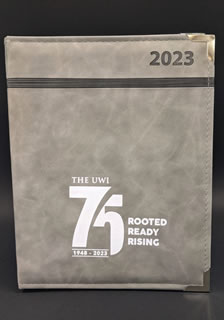 2023
THE UWI
75
1948 - 2023
ROOTED
READY
RISING